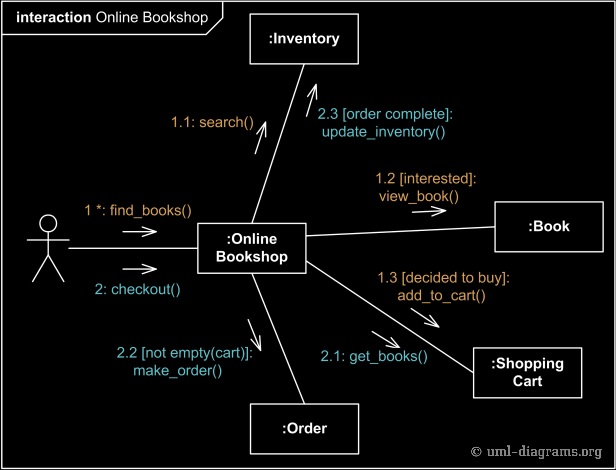 interaction Online Bookshop
:Inventory
1.1: search()
2.3 [order complete]:
update_inventory()
1.2 [interested]:
view_book()
1 *: find_books()
:Online
Bookshop
:Book
2: checkout()
1.3 [decided to buy]:
add_to_cart()
2.2 [not empty(cart)]:
make_order()
2.1: get_books()
:Shopping
Cart
:Order
© uml-diagrams.org